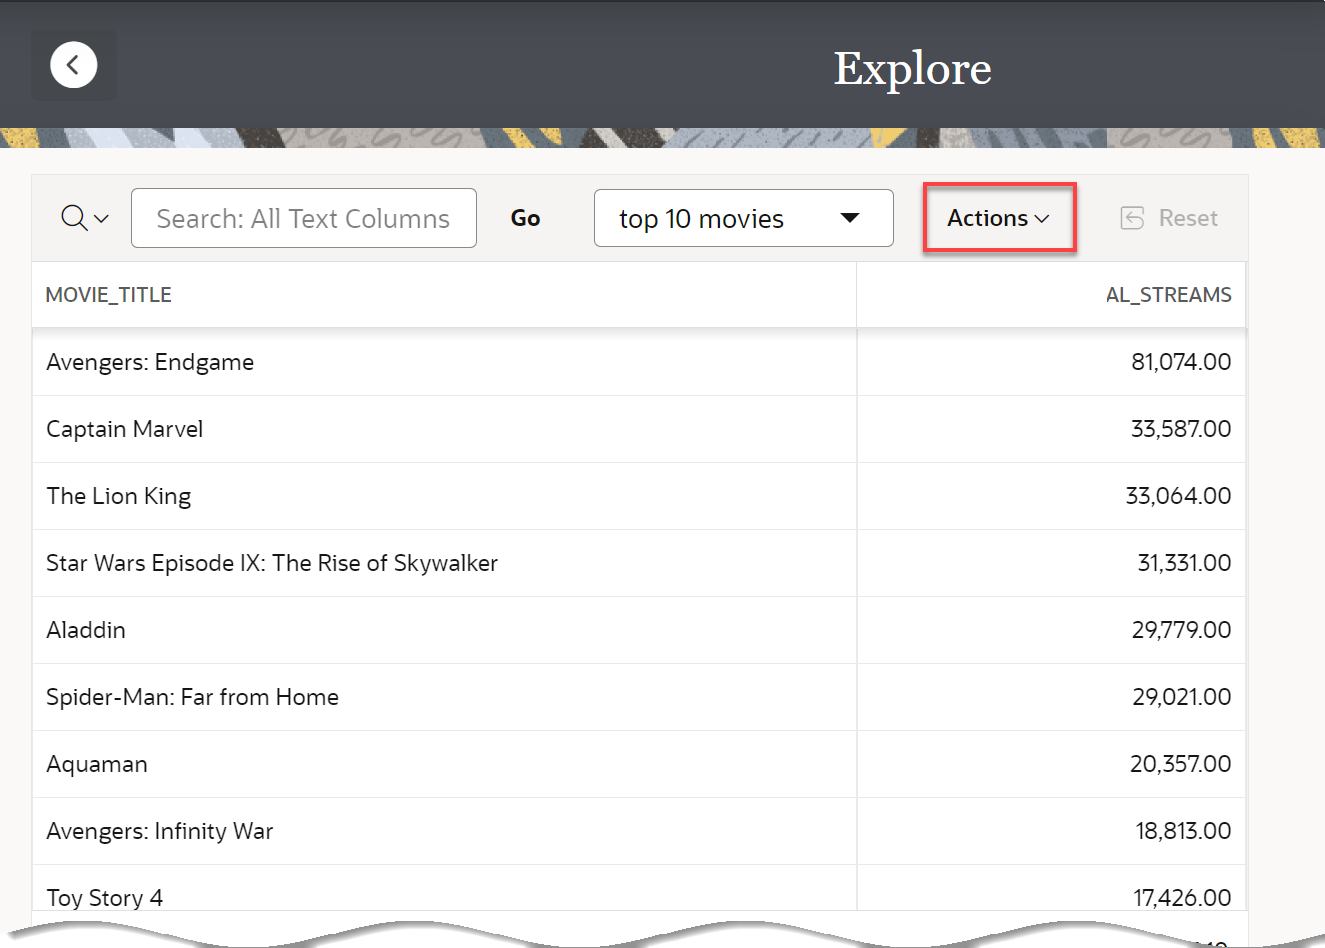 Explore
Search: All Text Columns Go top 10 movies Actions Reset
MOVIE_TITLE AL_STREAMS
Avengers: Endgame 81,074.00
Captain Marvel 33,587.00
The Lion King 33,064.00
Star Wars Episode IX: The Rise of Skywalker 31,331.00
Aladdin 29,779.00
Spider-Man: Far from Home 29,021.00
Aquaman 20,357.00
Avengers: Infinity War 18,813.00
Toy Story 4 17,426.00